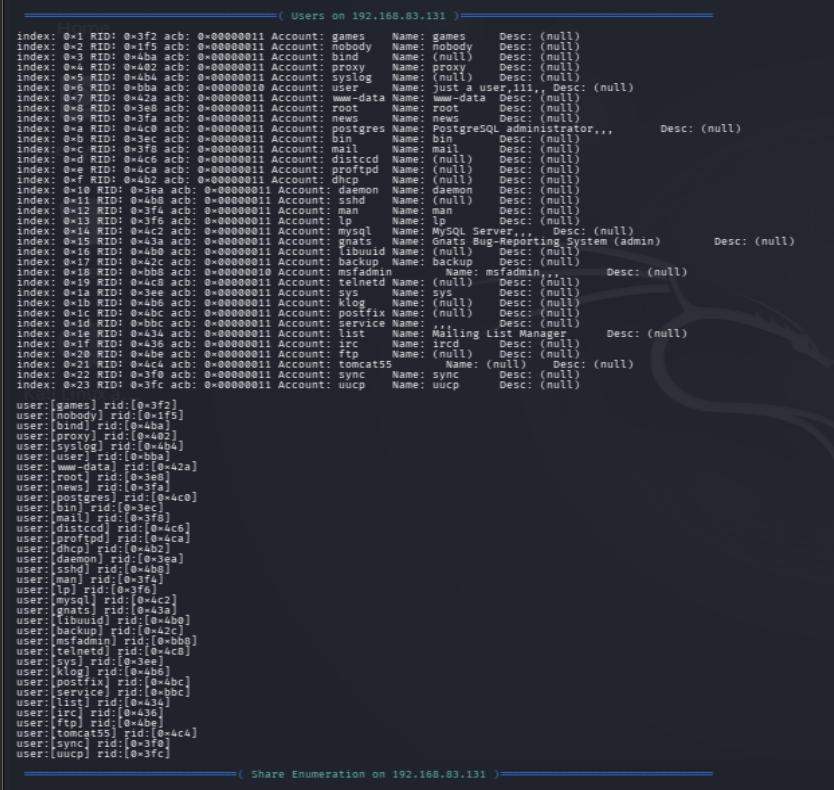 ( Users on 192.168.83.131 )
index: 0×1 RID: 0×3f2 acb: 0×00000011 Account: games Name: games Desc: (null)
index: 0×2 RID: 0×1f5 acb: 0×00000011 Account: nobody Name: nobody Desc: (null)
index: 0×3 RID: 0×4ba acb: 0×00000011 Account: bind Name: (null) Desc: (null)
index: 0×4 RID: 0×402 acb: 0×00000011 Account: proxy Name: proxy Desc: (null)
index: 0×5 RID: 0×4b4 acb: 0×00000011 Account: syslog Name: (null) Desc: (null)
index: 0×6 RID: 0×bba acb: 0×00000010 Account: user Name: just a user,111,, Desc: (null)
index: 0×7 RID: 0×42a acb: 0×00000011 Account: www-data Name: www-data Desc: (null)
index: 0×8 RID: 0×3e8 acb: 0×00000011 Account: root Name: root Desc: (null)
index: 0×9 RID: 0×3fa acb: 0×00000011 Account: news Name: news Desc: (null)
index: 0×a RID: 0×4c0 acb: 0×00000011 Account: postgres Name: PostgreSQL administrator,,, Desc: (null)
index: 0×b RID: 0×3ec acb: 0×00000011 Account: bin Name: bin Desc: (null)
index: 0×c RID: 0×3f8 acb: 0×00000011 Account: mail Name: mail Desc: (null)
index: 0×d RID: 0×4c6 acb: 0×00000011 Account: distccd Name: (null) Desc: (null)
index: 0×e RID: 0×4ca acb: 0×00000011 Account: proftpd Name: (null) Desc: (null)
index: 0×f RID: 0×4b2 acb: 0×00000011 Account: dhcp Name: (null) Desc: (null)
index: 0×10 RID: 0×3ea acb: 0×00000011 Account: daemon Name: daemon Desc: (null)
index: 0×11 RID: 0×4b8 acb: 0×00000011 Account: sshd Name: (null) Desc: (null)
index: 0×12 RID: 0×3f4 acb: 0×00000011 Account: man Name: man Desc: (null)
index: 0×13 RID: 0×3f6 acb: 0×00000011 Account: lp Name: lp Desc: (null)
index: 0×14 RID: 0×4c2 acb: 0×00000011 Account: mysql Name: MySQL Server,,, Desc: (null)
index: 0×15 RID: 0×43a acb: 0×00000011 Account: gnats Name: Gnats Bug-Reporting System (admin) Desc: (null)
index: 0×16 RID: 0×4b0 acb: 0×00000011 Account: libuuid Name: (null) Desc: (null)
index: 0×17 RID: 0×42c acb: 0×00000011 Account: backup Name: backup Desc: (null)
index: 0×18 RID: 0×bb8 acb: 0×00000010 Account: msfadmin Name: msfadmin,,, Desc: (null)
index: 0×19 RID: 0×4c8 acb: 0×00000011 Account: telnetd Name: (null) Desc: (null)
index: 0×1a RID: 0×3ee acb: 0×00000011 Account: sys Name: sys Desc: (null)
index: 0×1b RID: 0×4b6 acb: 0×00000011 Account: klog Name: (null) Desc: (null)
index: 0×1c RID: 0×4bc acb: 0×00000011 Account: postfix Name: (null) Desc: (null)
index: 0×1d RID: 0×bbc acb: 0×00000011 Account: service Name: ,,, Desc: (null)
index: 0×1e RID: 0×434 acb: 0×00000011 Account: list Name: Mailing List Manager Desc: (null)
index: 0×1f RID: 0×436 acb: 0×00000011 Account: irc Name: ircd Desc: (null)
index: 0×20 RID: 0×4be acb: 0×00000011 Account: ftp Name: (null) Desc: (null)
index: 0×21 RID: 0×4c4 acb: 0×00000011 Account: tomcat55 Name: (null) Desc: (null)
index: 0×22 RID: 0×3f0 acb: 0×00000011 Account: sync Name: sync Desc: (null)
index: 0×23 RID: 0×3fc acb: 0×00000011 Account: uucp Name: uucp Desc: (null)
user:[games] rid:[0×3f2]
user:[nobody] rid:[0×1f5]
user:[bind] rid:[0×4ba]
user:[proxy] rid:[0×402]
user:[syslog] rid:[0×4b4]
user:[user] rid:[0×bba]
user:[www-data] rid:[0×42a]
user:[root] rid:[0×3e8]
user:[news] rid:[0×3fa]
user:[postgres] rid:[0×4c0]
user:[bin] rid:[0×3ec]
user:[mail] rid:[0×3f8]
user:[distccd] rid:[0×4c6]
user:[proftpd] rid:[0×4ca]
user:[dhcp] rid:[0×4b2]
user:[daemon] rid:[0×3ea]
user:[sshd] rid:[0×4b8]
user:[man] rid:[0×3f4]
user:[lp] rid:[0×3f6]
user:[mysql] rid:[0×4c2]
user:[gnats] rid:[0×43a]
user:[libuuid] rid:[0×4b0]
user:[backup] rid:[0×42c]
user:[msfadmin] rid:[0×bb8]
user:[telnetd] rid:[0×4c8]
user:[sys] rid:[0×3ee]
user:[klog] rid:[0×4b6]
user:[postfix] rid:[0×4bc]
user:[service] rid:[0×bbc]
user:[list] rid:[0×434]
user:[irc] rid:[0×436]
user:[ftp] rid:[0×4be]
user:[tomcat55] rid:[0×4c4]
user:[sync] rid:[0×3f0]
user:[uucp] rid:[0×3fc]
( Share Enumeration on 192.168.83.131 )